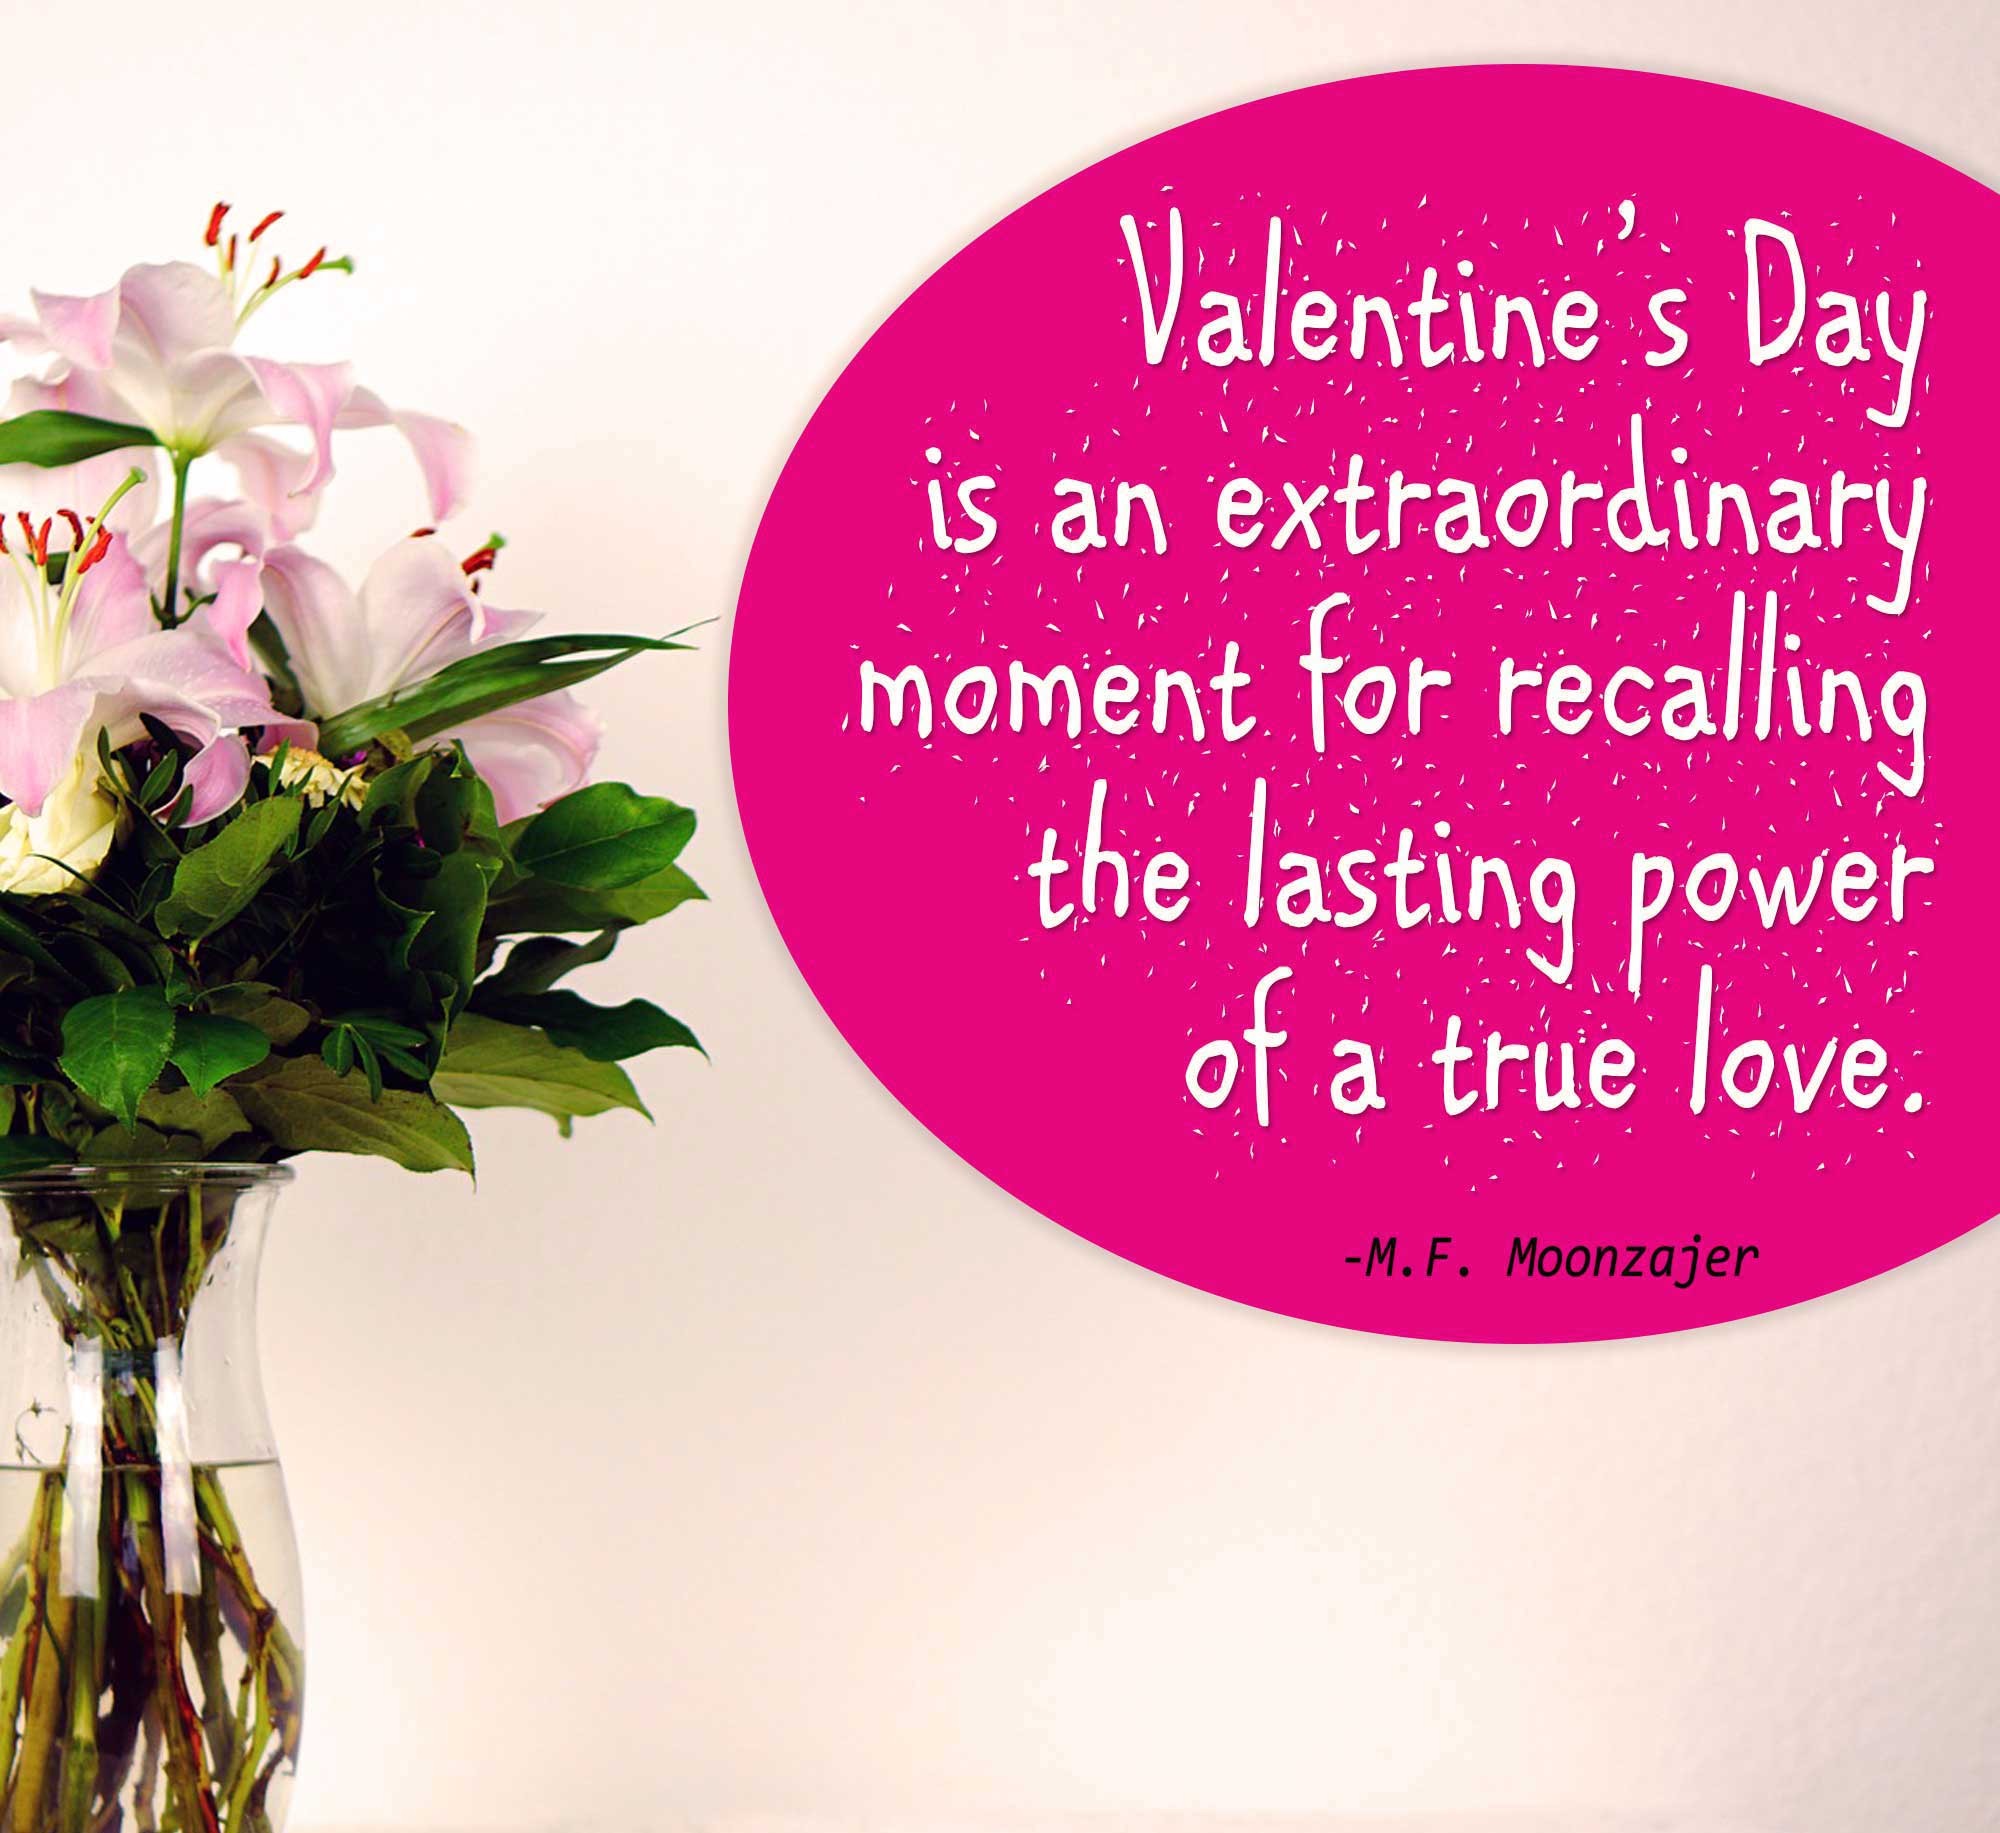 Valentine's Day
is an extraordinary
moment for recalling
the lasting power
of a true love.
-M.F. Moonzajer